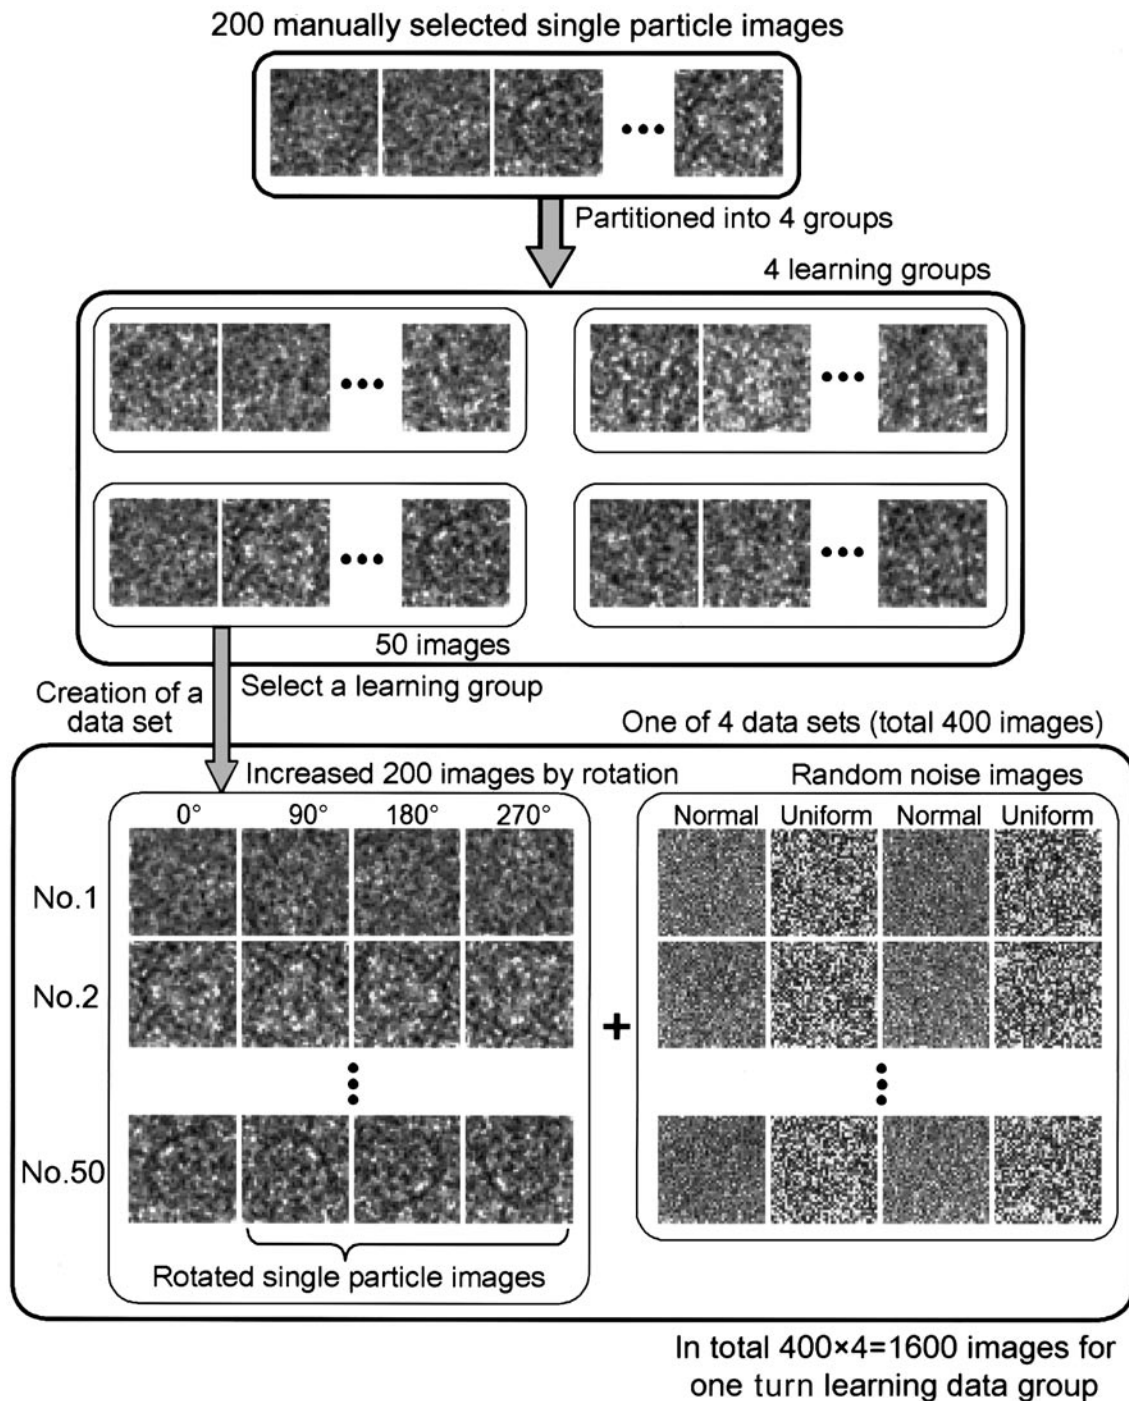 200 manually selected single particle images
Partitioned into 4 groups
4 learning groups
50 images
Creation of a
data set
Select a learning group
One of 4 data sets (total 400 images)
Increased 200 images by rotation
Random noise images
0° 90° 180° 270°
Normal Uniform Normal Uniform
No.1
No.2
+
No.50
Rotated single particle images
In total 400×4=1600 images for
one turn learning data group